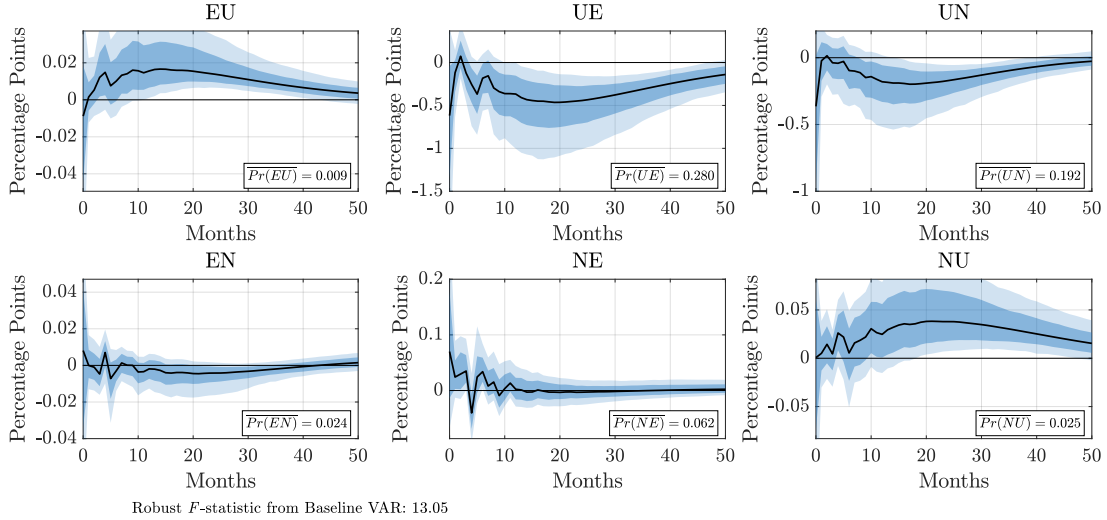 EU
Percentage Points
0.02
0
-0.02
-0.04
0 10 20 30 40 50
Months
$\overline{Pr(EU)} = 0.009$
UE
Percentage Points
0
-0.5
-1
-1.5
0 10 20 30 40 50
Months
$\overline{Pr(UE)} = 0.280$
UN
Percentage Points
0
-0.5
-1
0 10 20 30 40 50
Months
$\overline{Pr(UN)} = 0.192$
EN
Percentage Points
0.04
0.02
0
-0.02
-0.04
0 10 20 30 40 50
Months
$\overline{Pr(EN)} = 0.024$
NE
Percentage Points
0.2
0.1
0
0 10 20 30 40 50
Months
$\overline{Pr(NE)} = 0.062$
NU
Percentage Points
0.05
0
-0.05
0 10 20 30 40 50
Months
$\overline{Pr(NU)} = 0.025$
Robust F-statistic from Baseline VAR: 13.05